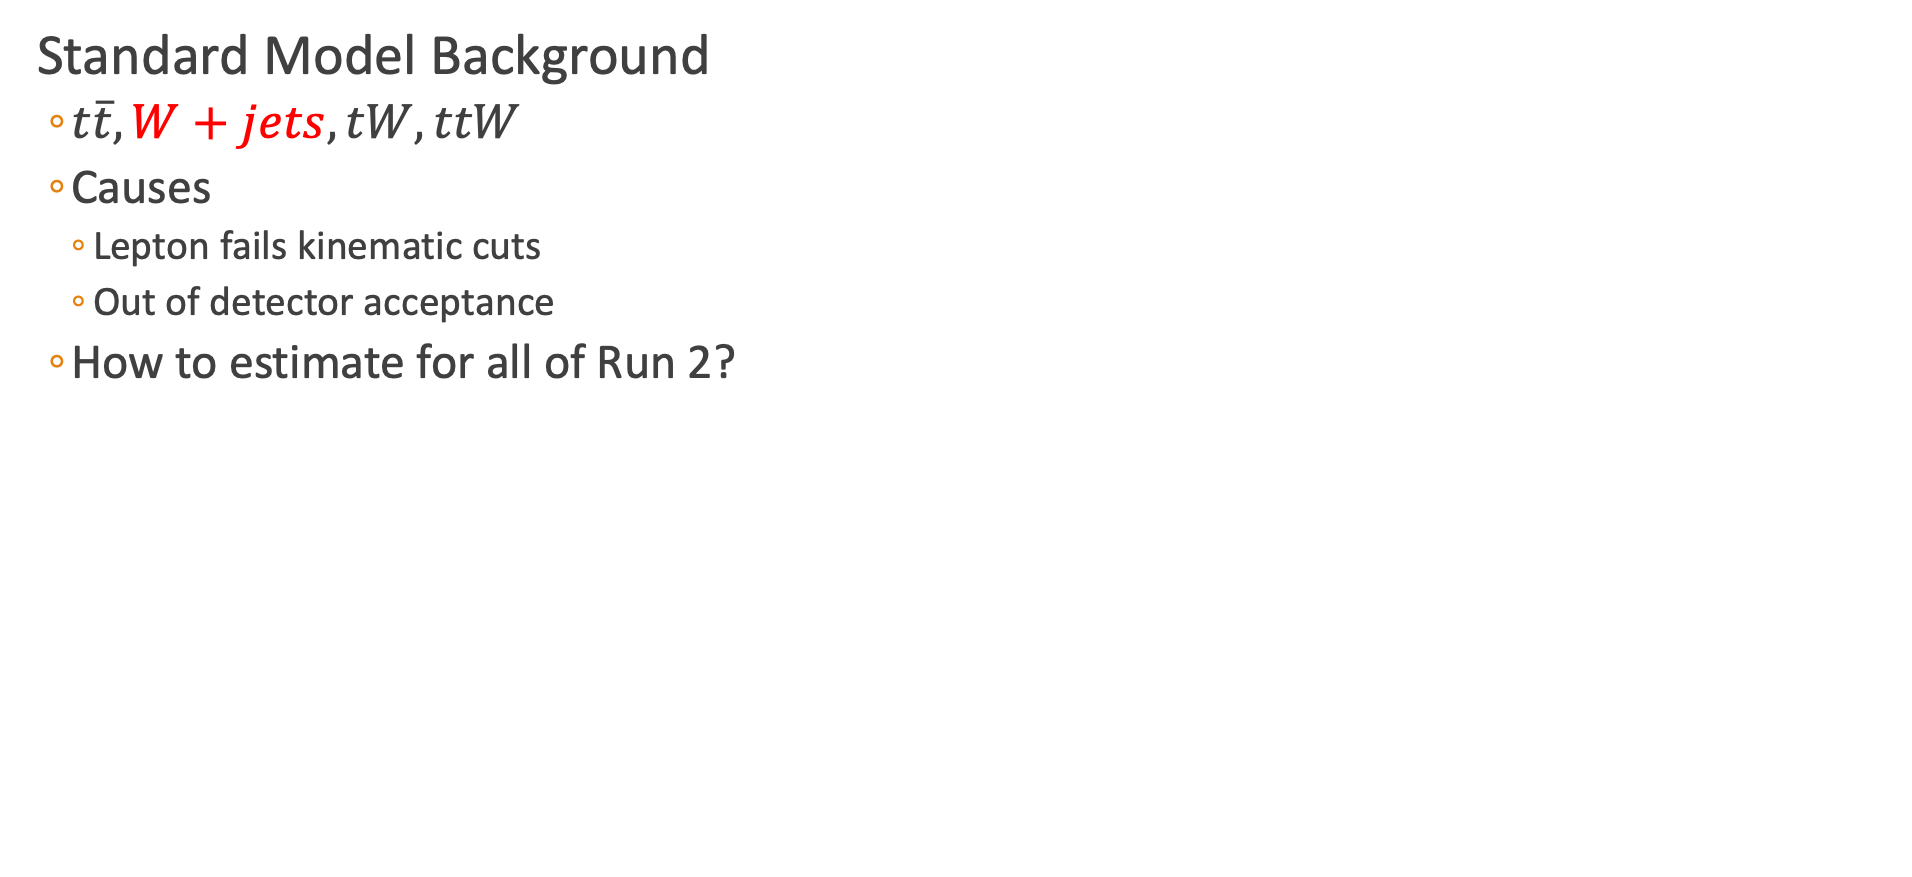 Standard Model Background
◦ tt̄, W + jets, tW, ttW
◦ Causes
◦ Lepton fails kinematic cuts
◦ Out of detector acceptance
◦ How to estimate for all of Run 2?